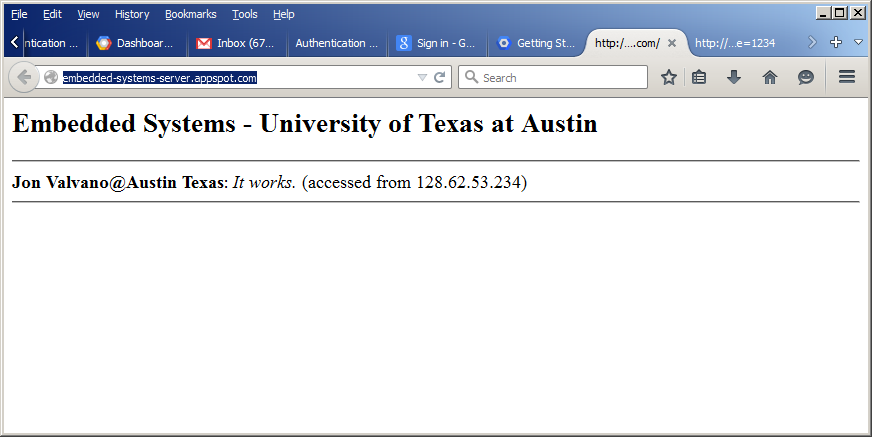 File Edit View History Bookmarks Tools Help
ntication ... Dashboar... Inbox (67... Authentication ... Sign in - G... Getting St... http:/....com/ http://...e=1234
embedded-systems-server.appspot.com Search
Embedded Systems - University of Texas at Austin
Jon Valvano@Austin Texas: It works. (accessed from 128.62.53.234)